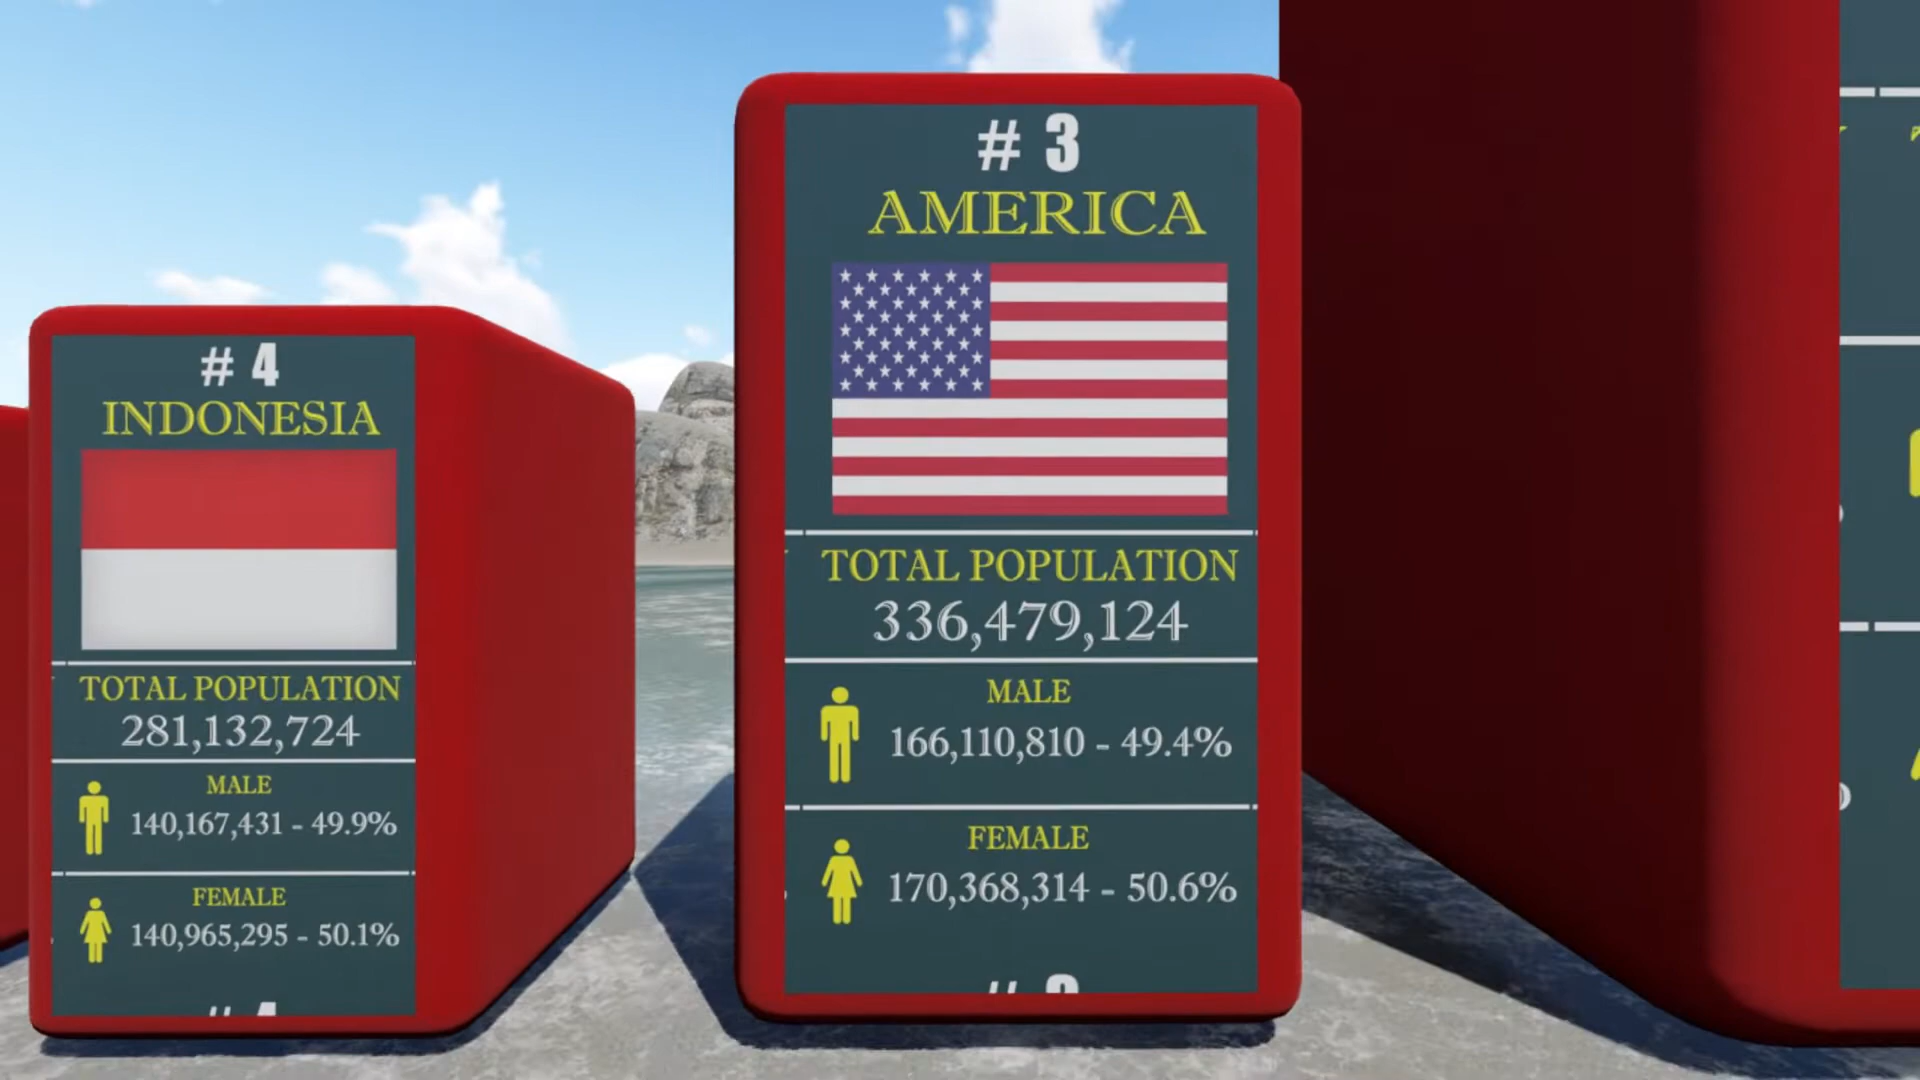 # 4
INDONESIA
TOTAL POPULATION
281,132,724
MALE
140,167,431 - 49.9%
FEMALE
140,965,295 - 50.1%
# 3
AMERICA
TOTAL POPULATION
336,479,124
MALE
166,110,810 - 49.4%
FEMALE
170,368,314 - 50.6%